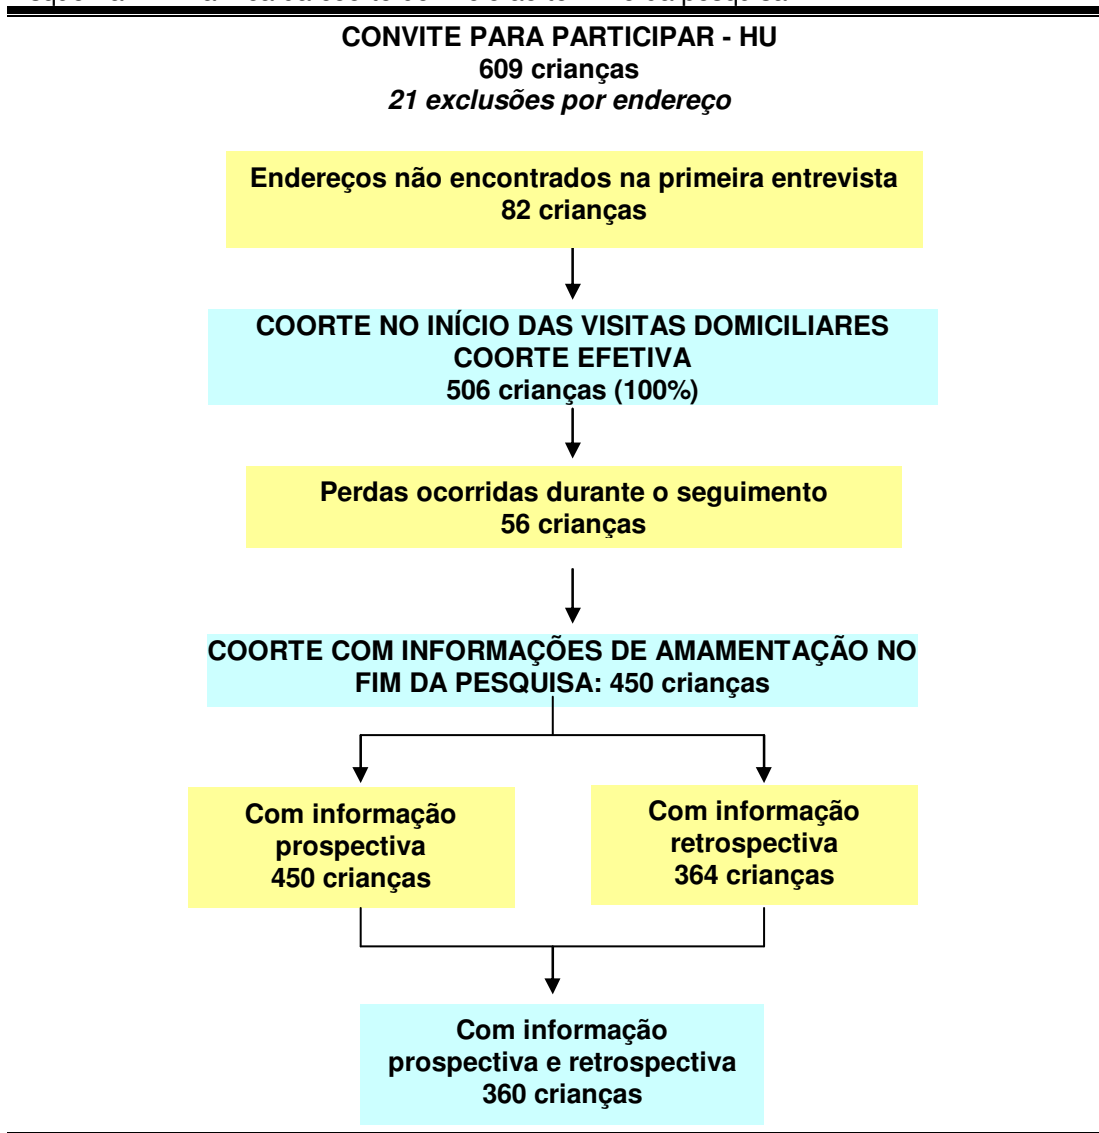 CONVITE PARA PARTICIPAR - HU
609 crianças
21 exclusões por endereço
Endereços não encontrados na primeira entrevista
82 crianças
COORTE NO INÍCIO DAS VISITAS DOMICILIARES
COORTE EFETIVA
506 crianças (100%)
Perdas ocorridas durante o seguimento
56 crianças
COORTE COM INFORMAÇÕES DE AMAMENTAÇÃO NO
FIM DA PESQUISA: 450 crianças
Com informação
prospectiva
450 crianças
Com informação
retrospectiva
364 crianças
Com informação
prospectiva e retrospectiva
360 crianças